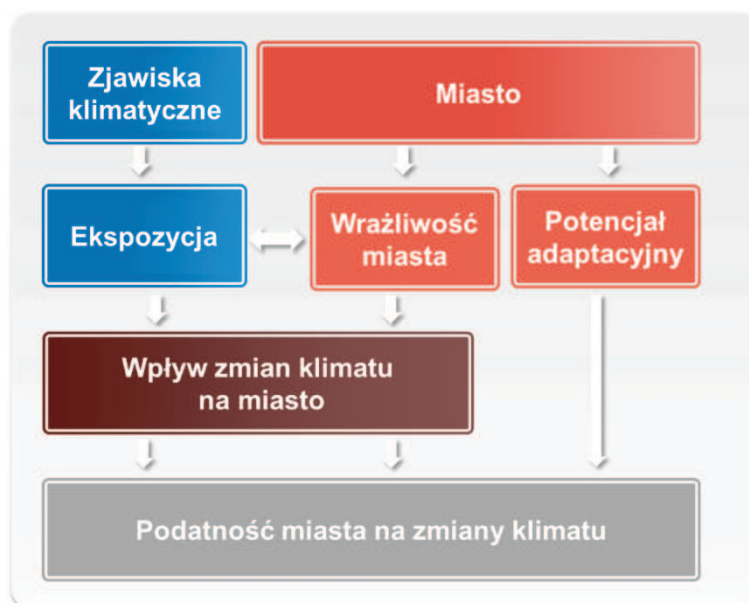 Zjawiska
klimatyczne
Miasto
Ekspozycja
Wrażliwość
miasta
Potencjał
adaptacyjny
Wpływ zmian klimatu
na miasto
Podatność miasta na zmiany klimatu